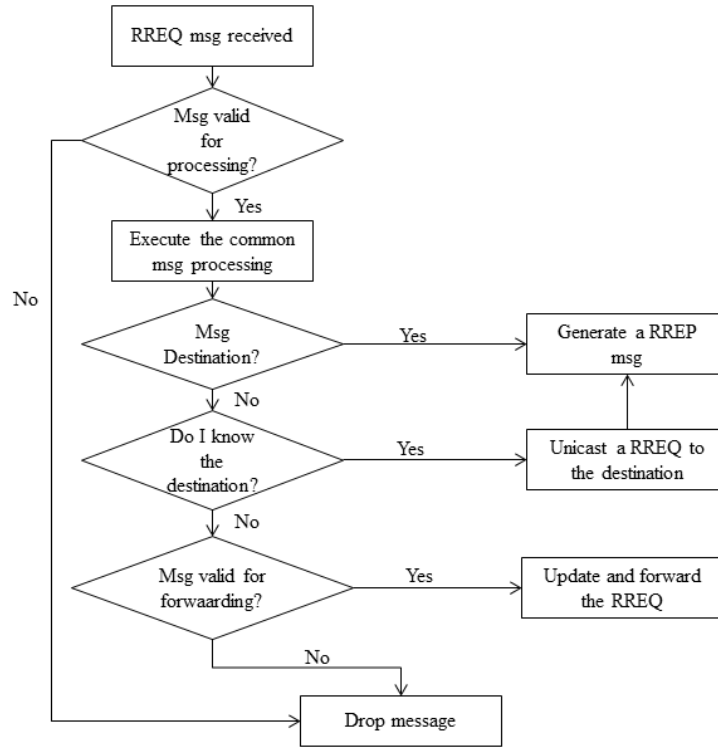 RREQ msg received
Msg valid
for
processing?
Yes
Execute the common
msg processing
No
Msg
Destination?
Yes
Generate a RREP
msg
No
Do I know
the
destination?
Yes
Unicast a RREQ to
the destination
No
Msg valid for
forwaarding?
Yes
Update and forward
the RREQ
No
Drop message